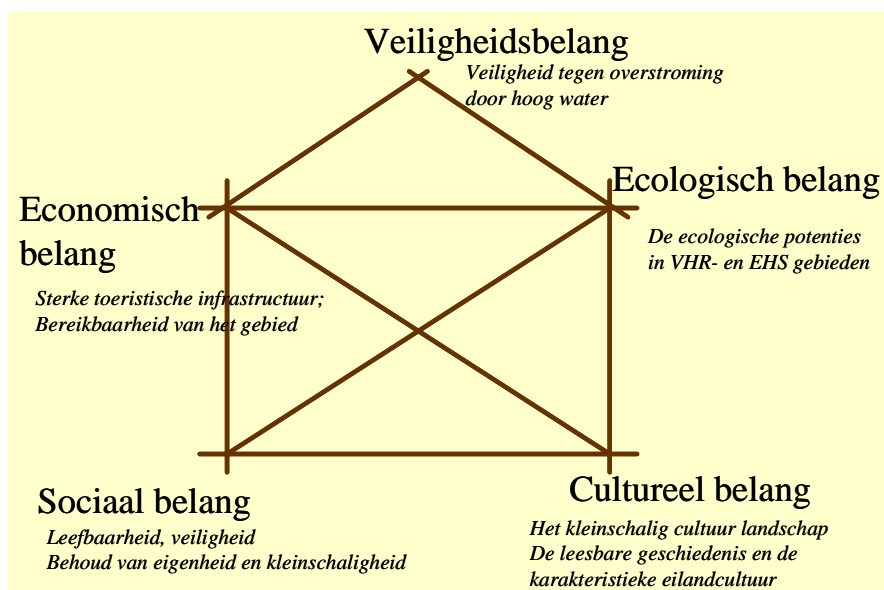 Veiligheidsbelang
Veiligheid tegen overstroming
door hoog water
Ecologisch belang
De ecologische potenties
in VHR- en EHS gebieden
Economisch
belang
Sterke toeristische infrastructuur;
Bereikbaarheid van het gebied
Sociaal belang
Leefbaarheid, veiligheid
Behoud van eigenheid en kleinschaligheid
Cultureel belang
Het kleinschalig cultuur landschap
De leesbare geschiedenis en de
karakteristieke eilandcultuur